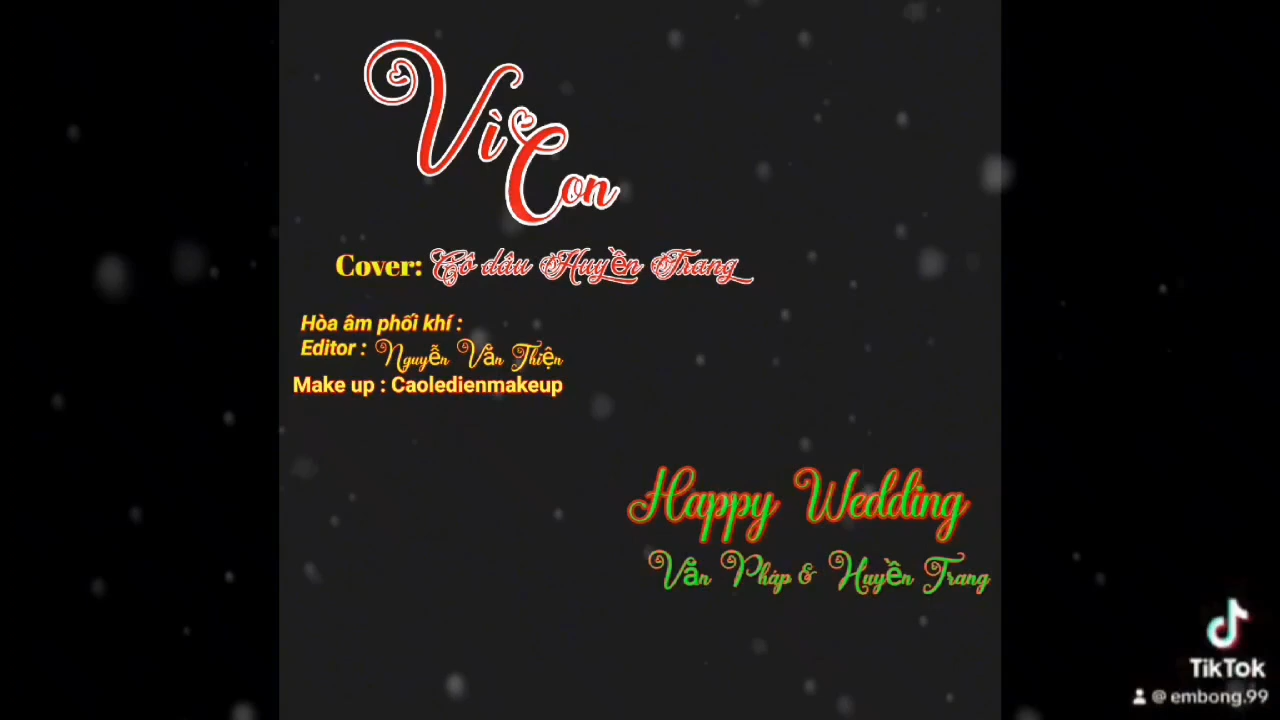 Vì
Con
Cover: Cô dâu Huyền Trang
Hòa âm phối khí :
Editor : Nguyễn Văn Thiện
Make up : Caoledienmakeup
Happy Wedding
Văn Pháp & Huyền Trang
TikTok
@ embong.99